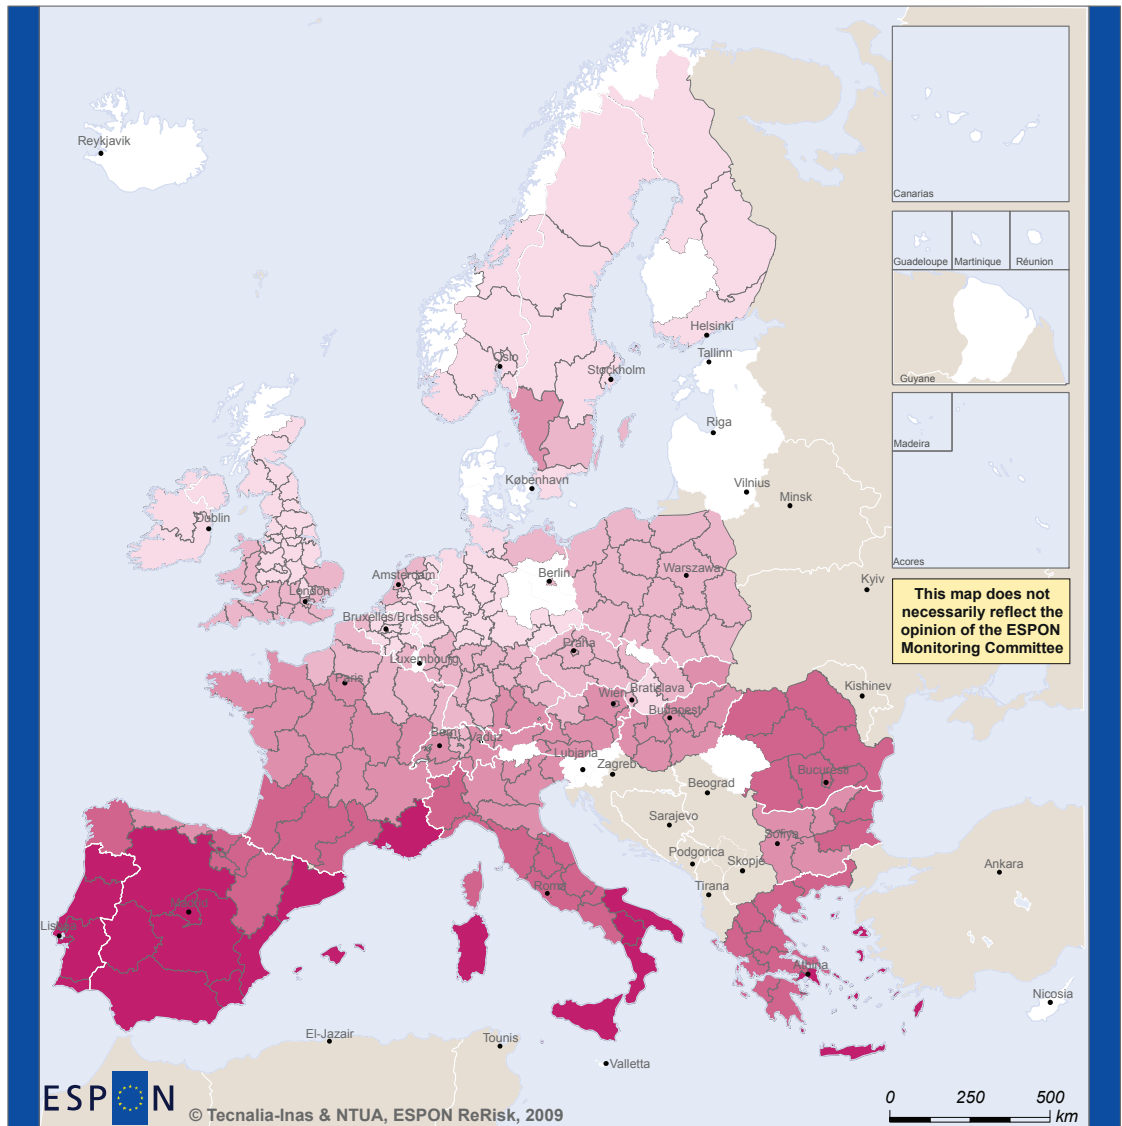 Reykjavik
Canarias
Guadeloupe
Martinique
Réunion
Helsinki
Oslo
Tallinn
Stockholm
Guyane
Riga
Madeira
København
Vilnius
Minsk
Dublin
Acores
Amsterdam
Berlin
Warszawa
Kyiv
London
This map does not
necessarily reflect the
opinion of the ESPON
Monitoring Committee
Bruxelles/Brussel
Praha
Luxembourg
Paris
Wien
Bratislava
Kishinev
Budapest
Bern
Vaduz
Lubjana
Zagreb
Bucuresti
Beograd
Sarajevo
Sofiya
Podgorica
Skopje
Ankara
Tirana
Roma
Madrid
Athina
Nicosia
El-Jazair
Tounis
Valletta
ESPON
© Tecnalia-Inas & NTUA, ESPON ReRisk, 2009
0 250 500
km